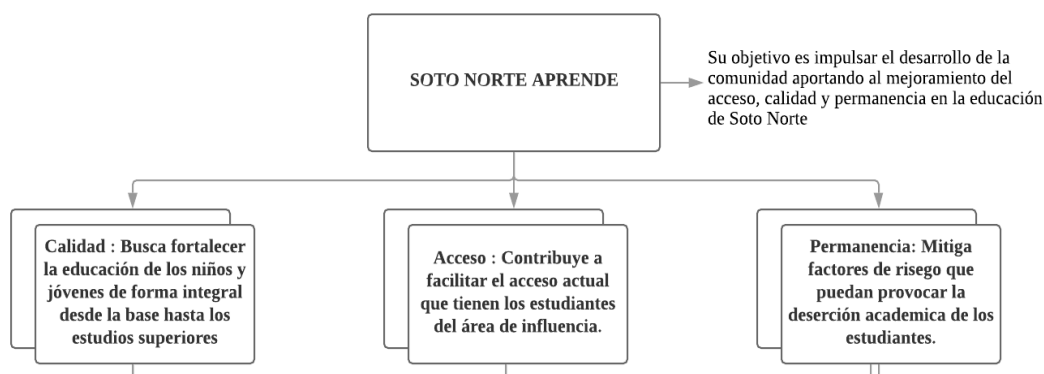 SOTO NORTE APRENDE
Su objetivo es impulsar el desarrollo de la
comunidad aportando al mejoramiento del
acceso, calidad y permanencia en la educación
de Soto Norte
Calidad : Busca fortalecer
la educación de los niños y
jóvenes de forma integral
desde la base hasta los
estudios superiores
Acceso : Contribuye a
facilitar el acceso actual
que tienen los estudiantes
del área de influencia.
Permanencia: Mitiga
factores de risego que
puedan provocar la
deserción academica de los
estudiantes.